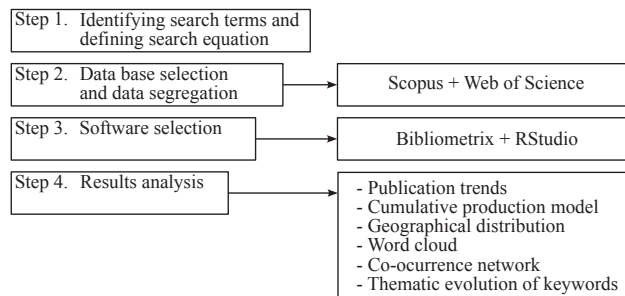 Step 1. Identifying search terms and
defining search equation
Step 2. Data base selection
and data segregation
Scopus + Web of Science
Step 3. Software selection
Bibliometrix + RStudio
Step 4. Results analysis
- Publication trends
- Cumulative production model
- Geographical distribution
- Word cloud
- Co-ocurrence network
- Thematic evolution of keywords